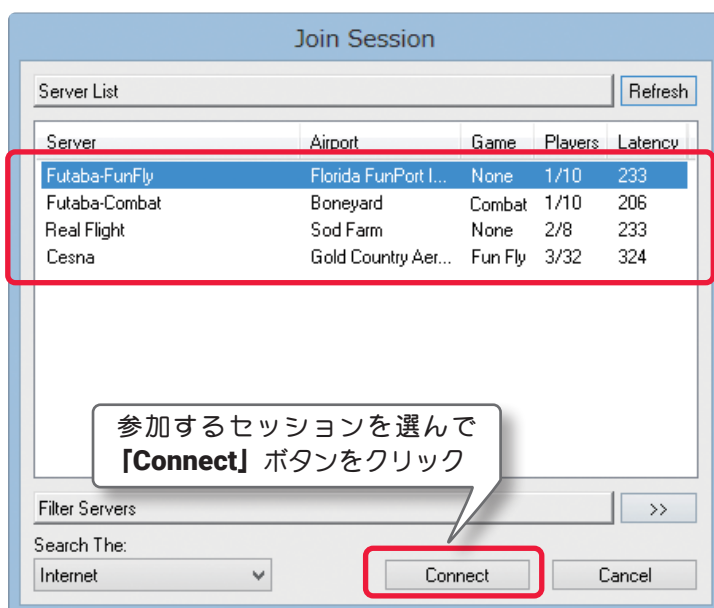 Join Session
Server List Refresh
Server Airport Game Players Latency
Futaba-FunFly Florida FunPort I... None 1/10 233
Futaba-Combat Boneyard Combat 1/10 206
Real Flight Sod Farm None 2/8 233
Cesna Gold Country Aer... Fun Fly 3/32 324
参加するセッションを選んで
「Connect」ボタンをクリック
Filter Servers >>
Search The:
Internet Connect Cancel